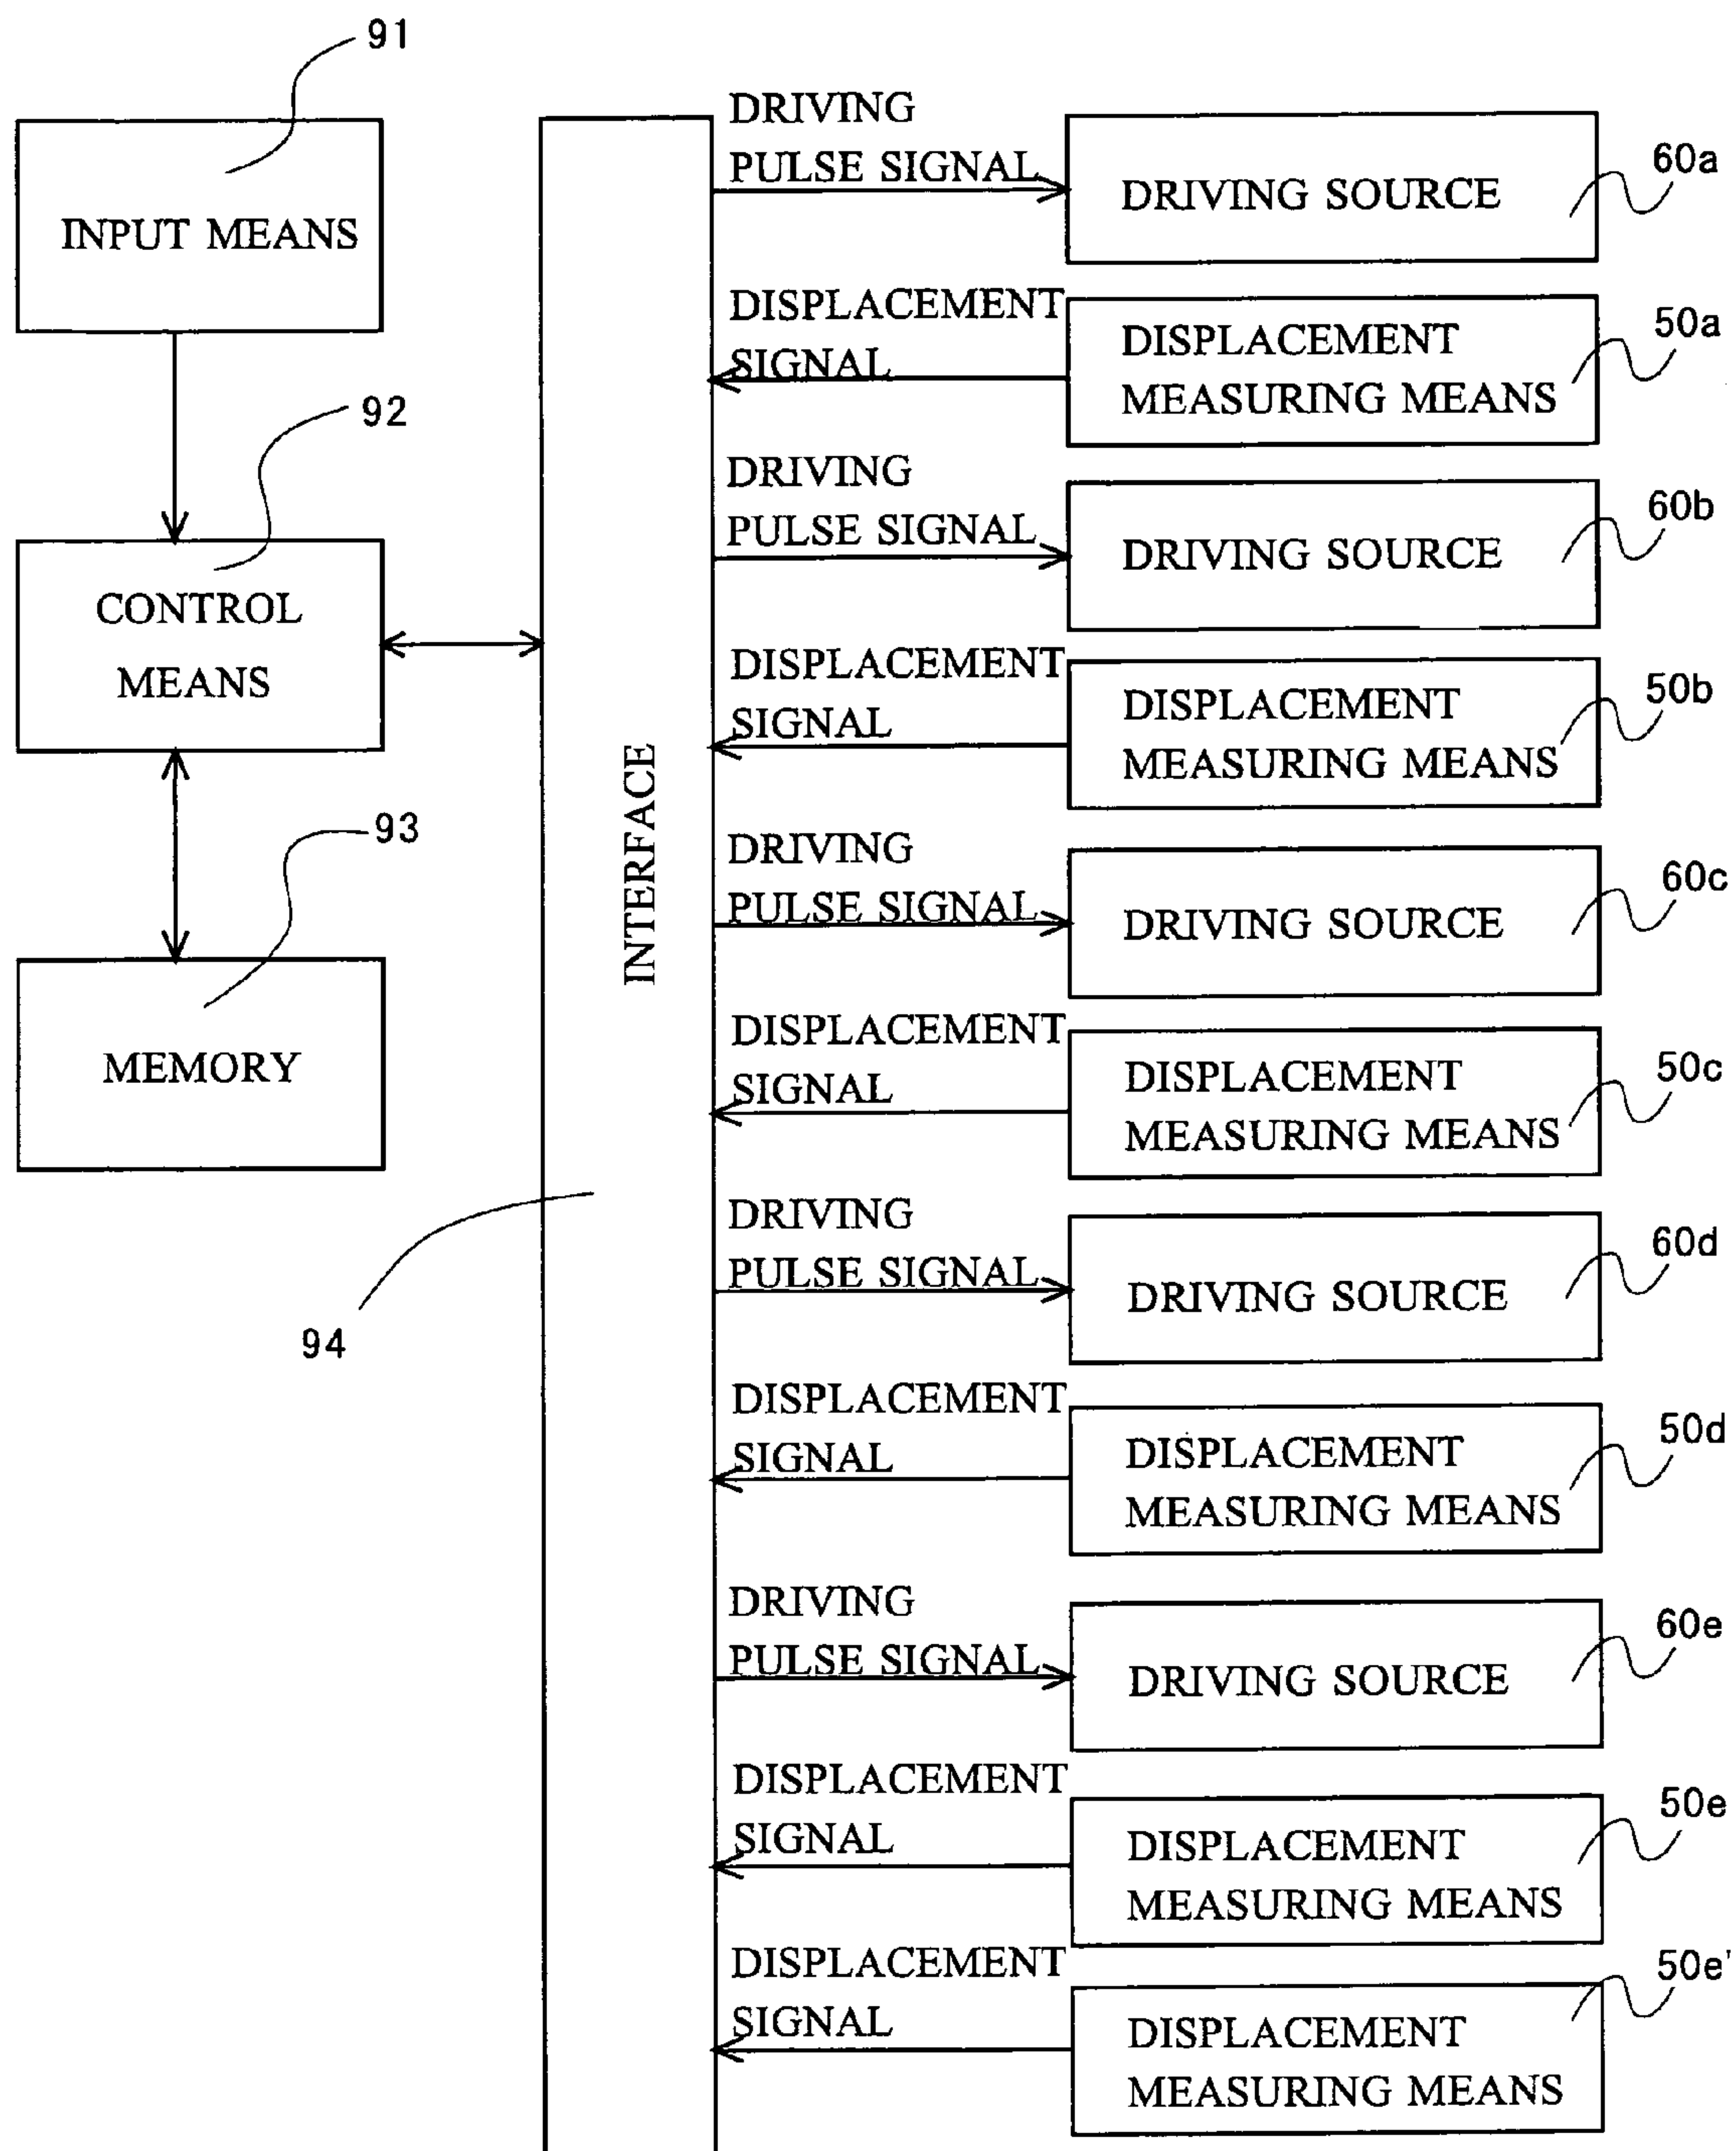 91
INPUT MEANS
92
CONTROL
MEANS
93
MEMORY
INTERFACE
94
DRIVING
PULSE SIGNAL
DRIVING SOURCE
60a
DISPLACEMENT
SIGNAL
DISPLACEMENT
MEASURING MEANS
50a
DRIVING
PULSE SIGNAL
DRIVING SOURCE
60b
DISPLACEMENT
SIGNAL
DISPLACEMENT
MEASURING MEANS
50b
DRIVING
PULSE SIGNAL
DRIVING SOURCE
60c
DISPLACEMENT
SIGNAL
DISPLACEMENT
MEASURING MEANS
50c
DRIVING
PULSE SIGNAL
DRIVING SOURCE
60d
DISPLACEMENT
SIGNAL
DISPLACEMENT
MEASURING MEANS
50d
DRIVING
PULSE SIGNAL
DRIVING SOURCE
60e
DISPLACEMENT
SIGNAL
DISPLACEMENT
MEASURING MEANS
50e
DISPLACEMENT
SIGNAL
DISPLACEMENT
MEASURING MEANS
50e'